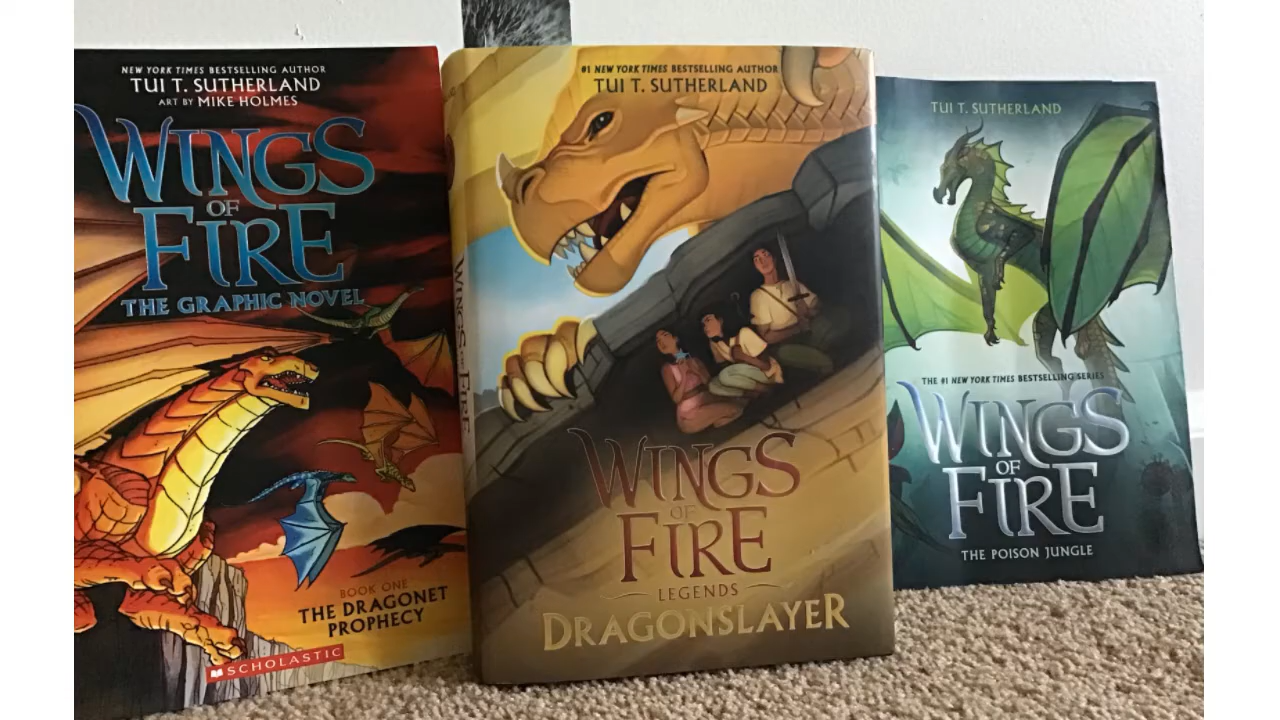 NEW YORK TIMES BESTSELLING AUTHOR
TUI T. SUTHERLAND
ART BY MIKE HOLMES
WINGS
OF
FIRE
THE GRAPHIC NOVEL
BOOK ONE
THE DRAGONET
PROPHECY
SCHOLASTIC
WINGS OF FIRE
#1 NEW YORK TIMES BESTSELLING AUTHOR
TUI T. SUTHERLAND
WINGS
OF
FIRE
LEGENDS
DRAGONSLAYER
TUI T. SUTHERLAND
THE #1 NEW YORK TIMES BESTSELLING SERIES
WINGS
OF
FIRE
THE POISON JUNGLE